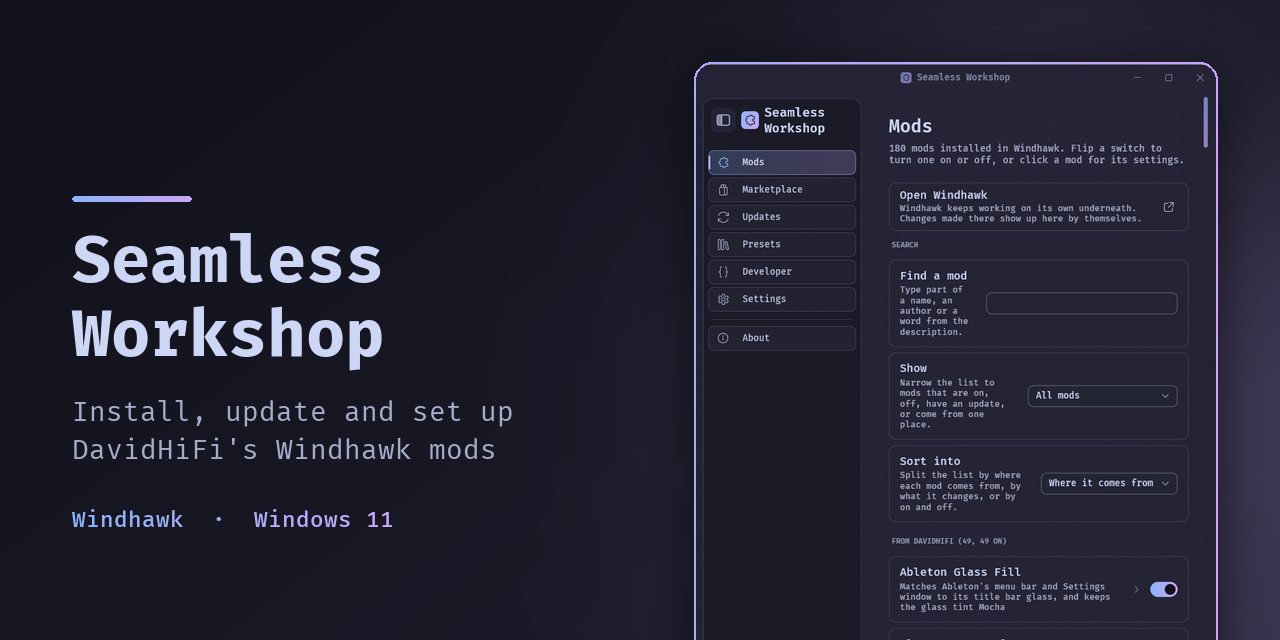 Seamless
Workshop
Install, update and set up
DavidHiFi's Windhawk mods
Windhawk · Windows 11
Seamless Workshop
Seamless
Workshop
Mods
Marketplace
Updates
Presets
Developer
Settings
About
Mods
180 mods installed in Windhawk. Flip a switch to
turn one on or off, or click a mod for its settings.
Open Windhawk
Windhawk keeps working on its own underneath.
Changes made there show up here by themselves.
SEARCH
Find a mod
Type part of
a name, an
author or a
word from the
description.
Show
Narrow the list to
mods that are on,
off, have an update,
or come from one
place.
All mods
Sort into
Split the list by where
each mod comes from, by
what it changes, or by
on and off.
Where it comes from
FROM DAVIDHIFI (49, 49 ON)
Ableton Glass Fill
Matches Ableton's menu bar and Settings
window to its title bar glass, and keeps
the glass tint Mocha